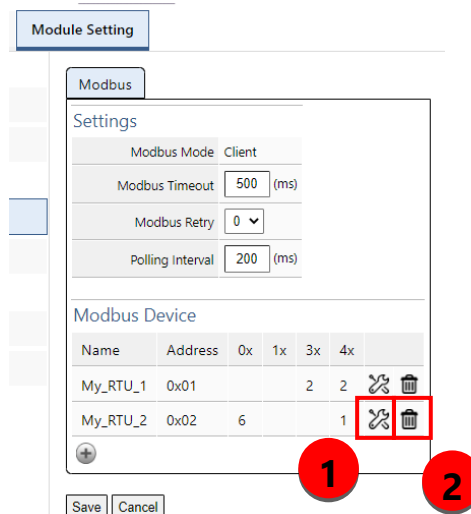 Module Setting
Modbus
Settings
Modbus Mode Client
Modbus Timeout 500 (ms)
Modbus Retry 0
Polling Interval 200 (ms)
Modbus Device
Name Address 0x 1x 3x 4x
My_RTU_1 0x01 2 2
My_RTU_2 0x02 6 1
1
2
Save Cancel